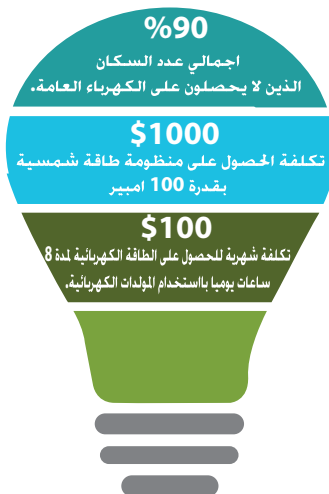 %90
اجمالي عدد السكان
الذين لا يحصلون على الكهرباء العامة.
$1000
تكلفة الحصول على منظومة طاقة شمسية
بقدرة 100 امبير
$100
تكلفة شهرية للحصول على الطاقة الكهربائية لمدة 8
ساعات يوميا بااستخدام المولدات الكهربائية.